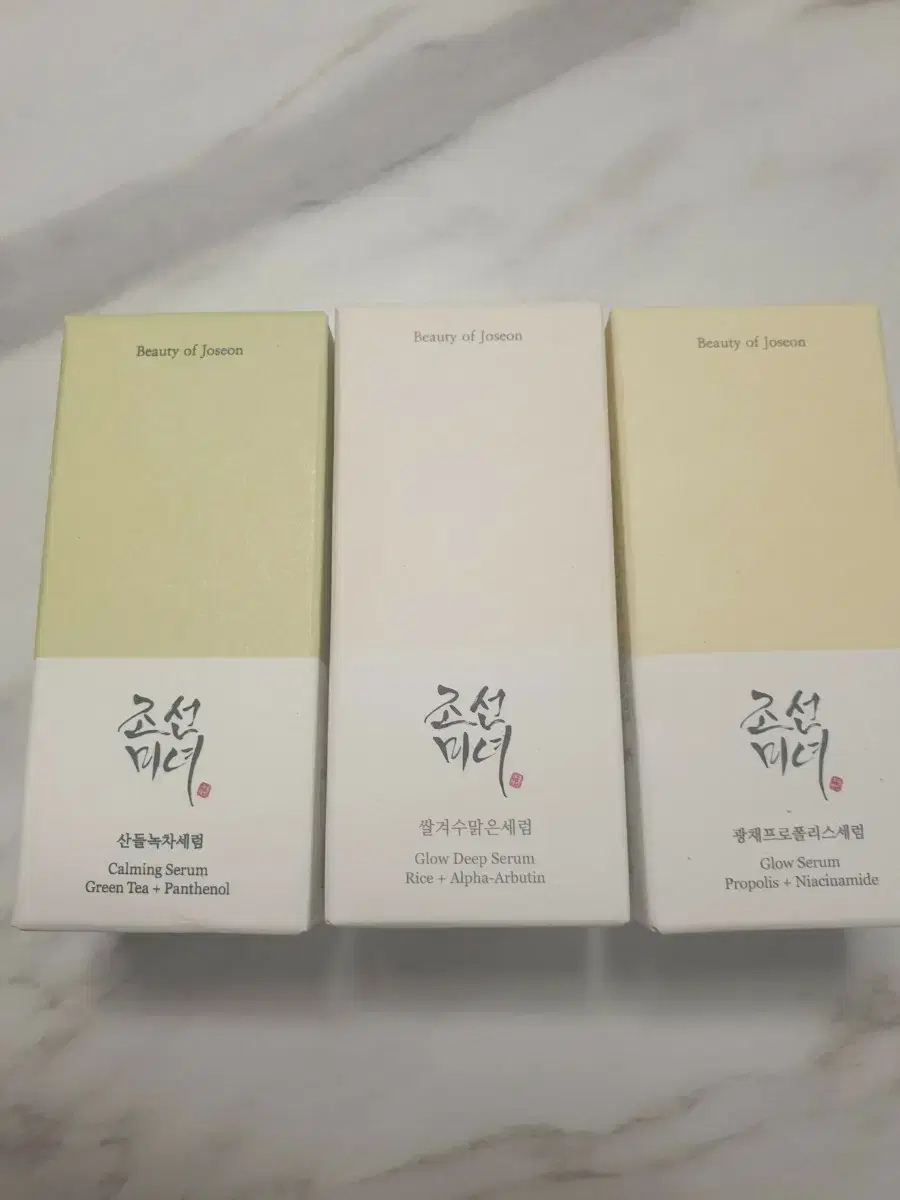 Beauty of Joseon
조선
미녀
산들녹차세럼
Calming Serum
Green Tea + Panthenol
Beauty of Joseon
조선
미녀
쌀겨수맑은세럼
Glow Deep Serum
Rice + Alpha-Arbutin
Beauty of Joseon
조선
미녀
광채프로폴리스세럼
Glow Serum
Propolis + Niacinamide